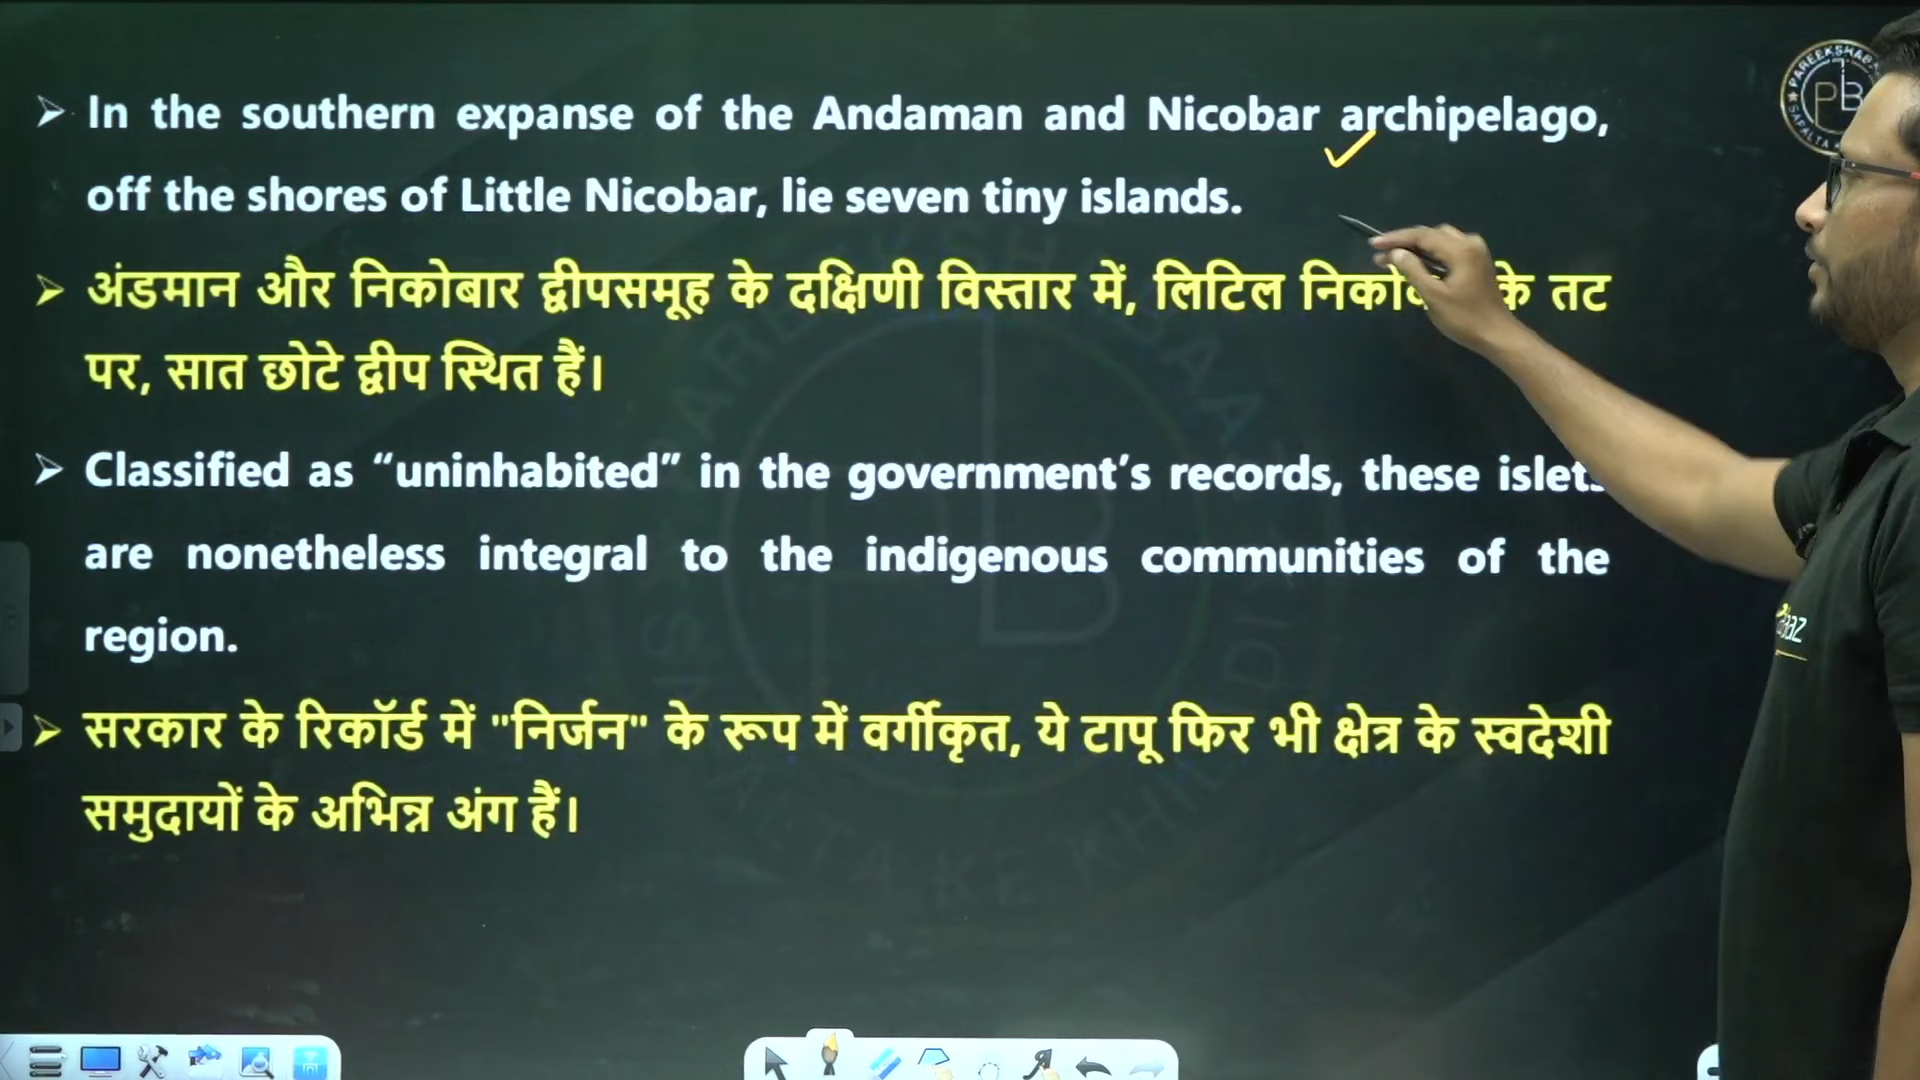 In the southern expanse of the Andaman and Nicobar archipelago,
off the shores of Little Nicobar, lie seven tiny islands.
अंडमान और निकोबार द्वीपसमूह के दक्षिणी विस्तार में, लिटिल के तट
पर, सात छोटे द्वीप स्थित हैं।
Classified as “uninhabited” in the government’s records, these islets
are nonetheless integral to the indigenous communities of the
region.
सरकार के रिकॉर्ड में "निर्जन" के रूप में वर्गीकृत, ये टापू फिर भी क्षेत्र के स्वदेशी
समुदायों के अभिन्न अंग हैं।
PB